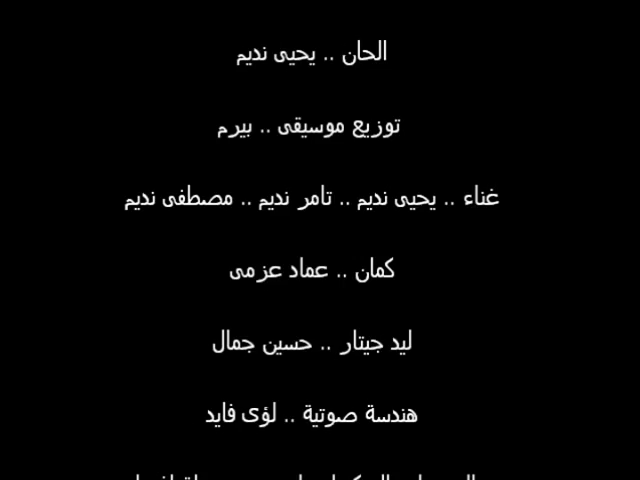 الحان .. يحيى نديم
توزيع موسيقى .. بيرم
غناء .. يحيى نديم .. تامر نديم .. مصطفى نديم
كمان .. عماد عزمى
ليد جيتار .. حسين جمال
هندسة صوتية .. لؤى فايد